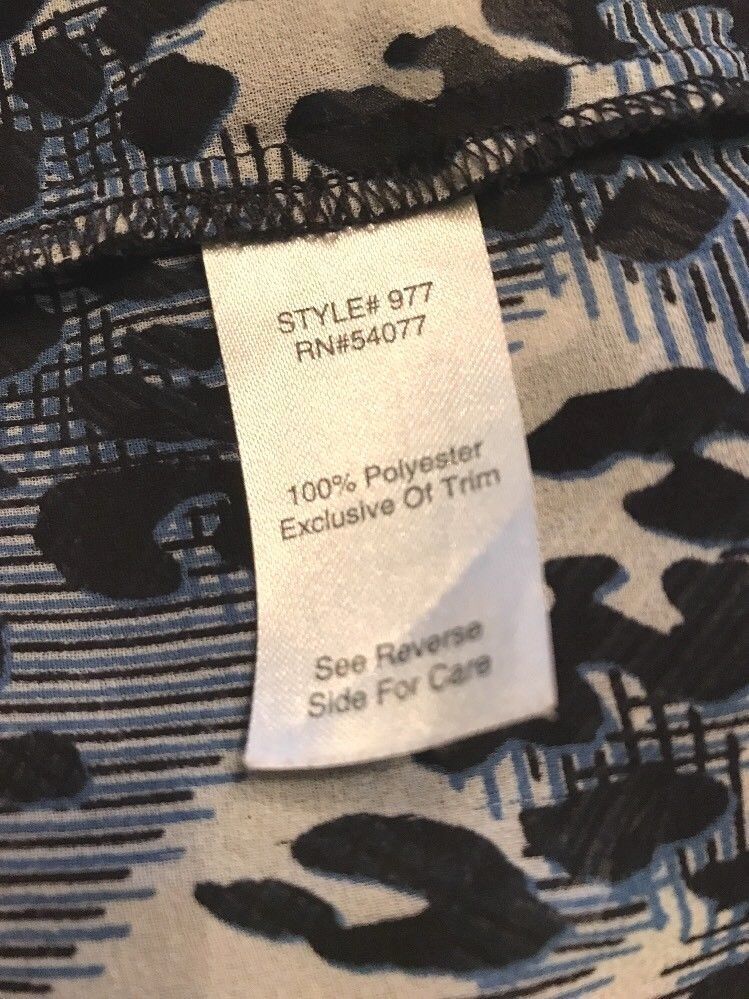 STYLE# 977
RN#54077
100% Polyester
Exclusive Of Trim
See Reverse
Side For Care